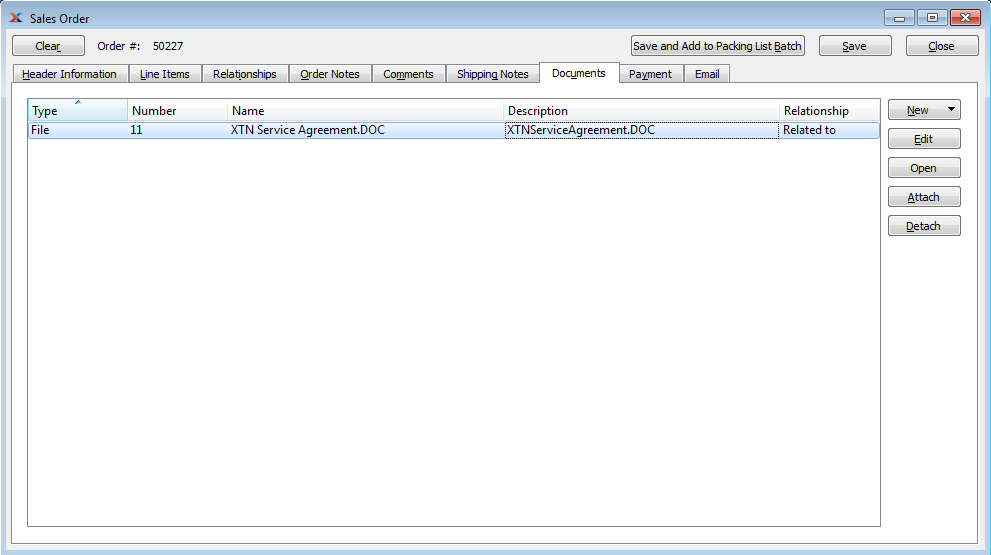 Sales Order
Clear Order #: 50227 Save and Add to Packing List Batch Save Close
Header Information Line Items Relationships Order Notes Comments Shipping Notes Documents Payment Email
Type Number Name Description Relationship New
File 11 XTN Service Agreement.DOC XTNServiceAgreement.DOC Related to
Edit
Open
Attach
Detach